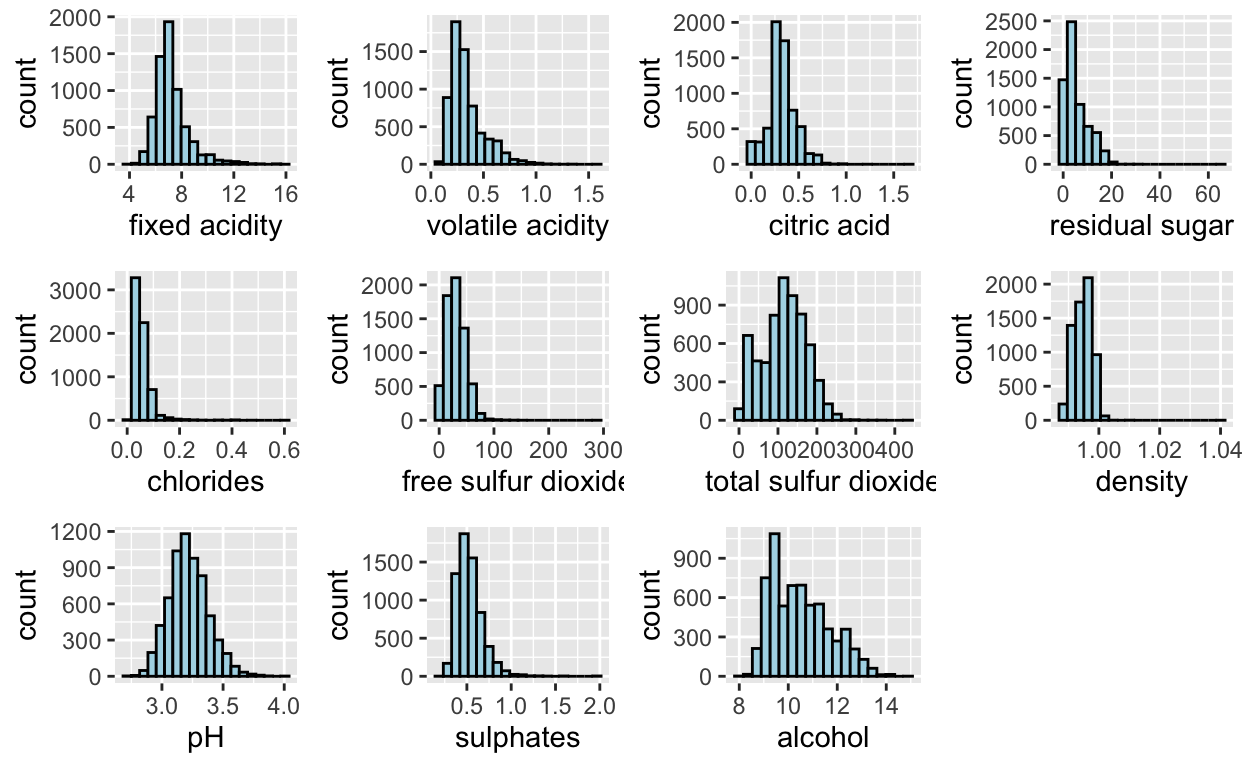 count
2000
1500
1000
500
0
4 8 12 16
fixed acidity
count
1500
1000
500
0
0.0 0.5 1.0 1.5
volatile acidity
count
2000
1500
1000
500
0
0.0 0.5 1.0 1.5
citric acid
count
2500
2000
1500
1000
500
0
0 20 40 60
residual sugar
count
3000
2000
1000
0
0.0 0.2 0.4 0.6
chlorides
count
2000
1500
1000
500
0
0 100 200 300
free sulfur dioxide
count
900
600
300
0
0 100200300400
total sulfur dioxide
count
2000
1500
1000
500
0
1.00 1.02 1.04
density
count
1200
900
600
300
0
3.0 3.5 4.0
pH
count
1500
1000
500
0
0.5 1.0 1.5 2.0
sulphates
count
900
600
300
0
8 10 12 14
alcohol